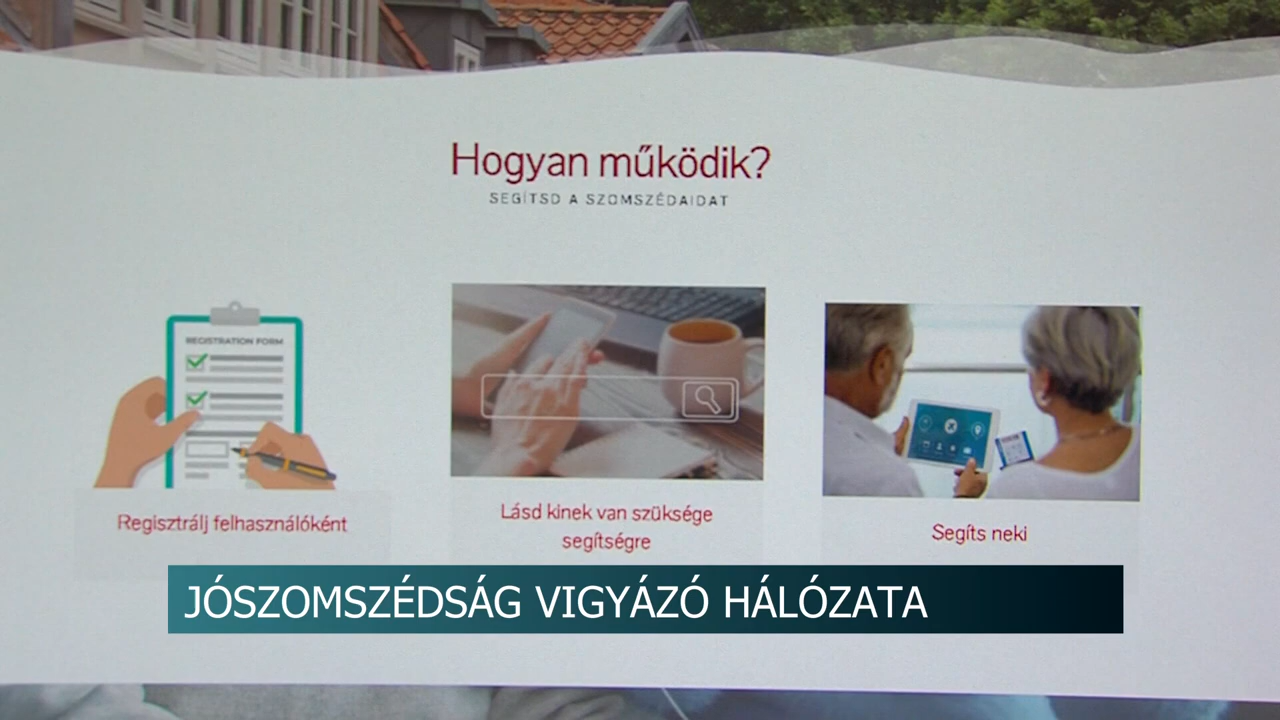 Hogyan működik?
SEGÍTSD A SZOMSZÉDAIDAT
REGISTRATION FORM
Regisztrálj felhasználóként
Lásd kinek van szüksége
segítségre
Segíts neki
JÓSZOMSZÉDSÁG VIGYÁZÓ HÁLÓZATA